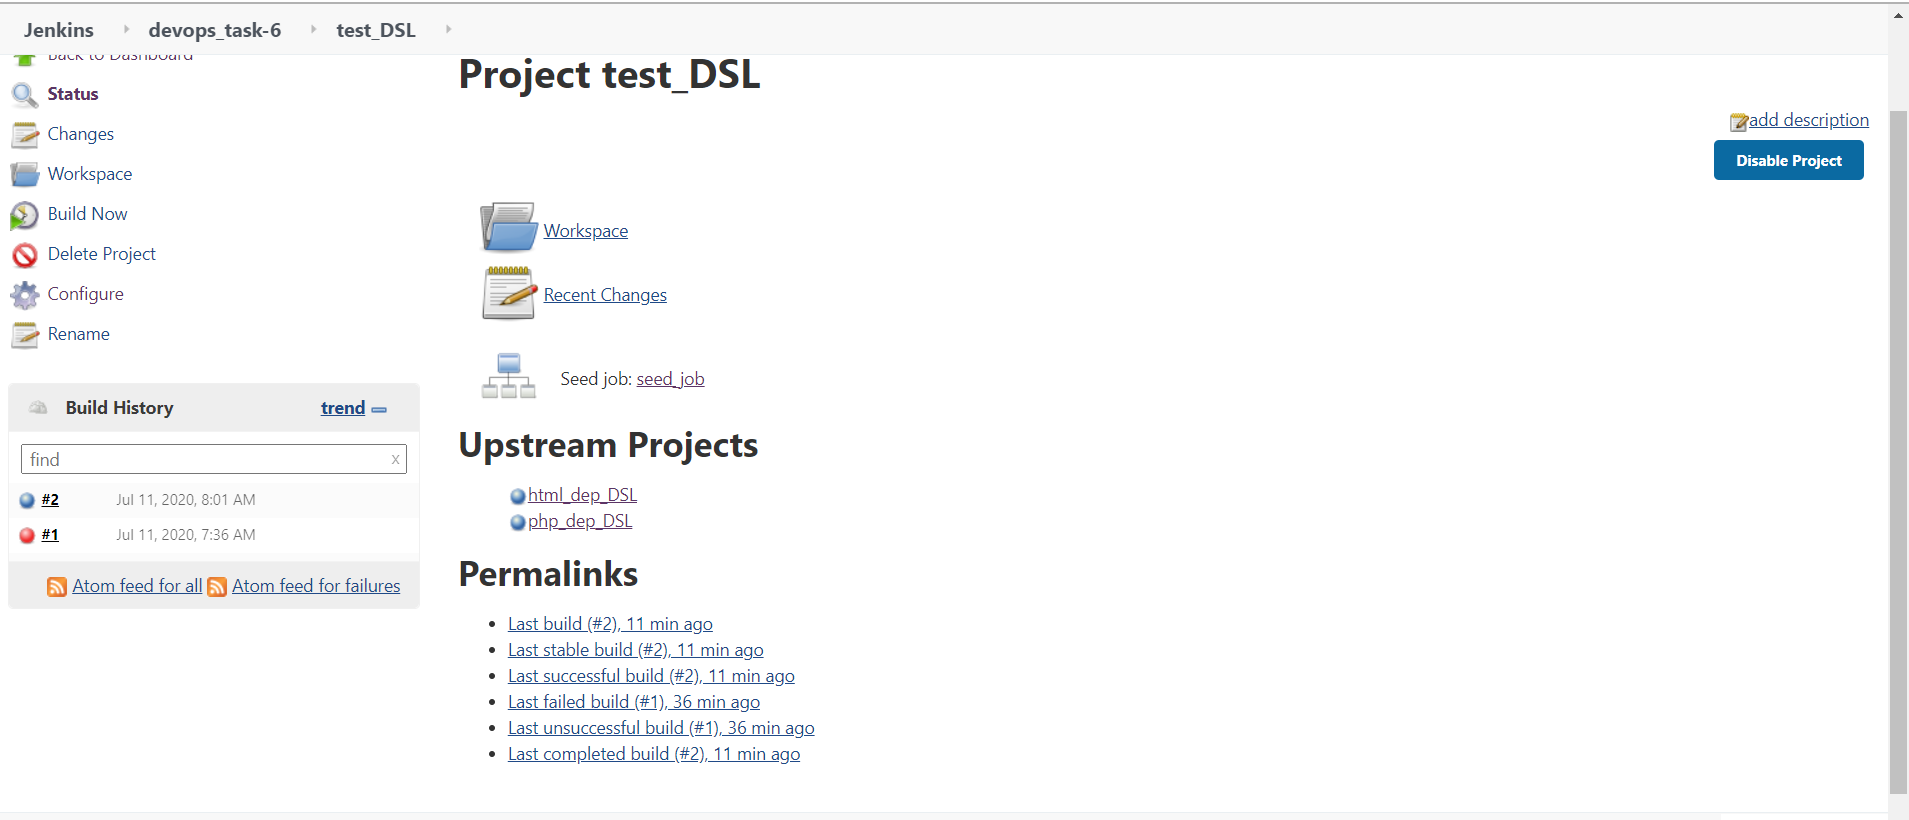 Jenkins devops_task-6 test_DSL
Back to Dashboard
Status
Changes
Workspace
Build Now
Delete Project
Configure
Rename
Build History trend
find x
#2 Jul 11, 2020, 8:01 AM
#1 Jul 11, 2020, 7:36 AM
Atom feed for all Atom feed for failures
Project test_DSL
add description
Disable Project
Workspace
Recent Changes
Seed job: seed_job
Upstream Projects
html_dep_DSL
php_dep_DSL
Permalinks
Last build (#2), 11 min ago
Last stable build (#2), 11 min ago
Last successful build (#2), 11 min ago
Last failed build (#1), 36 min ago
Last unsuccessful build (#1), 36 min ago
Last completed build (#2), 11 min ago